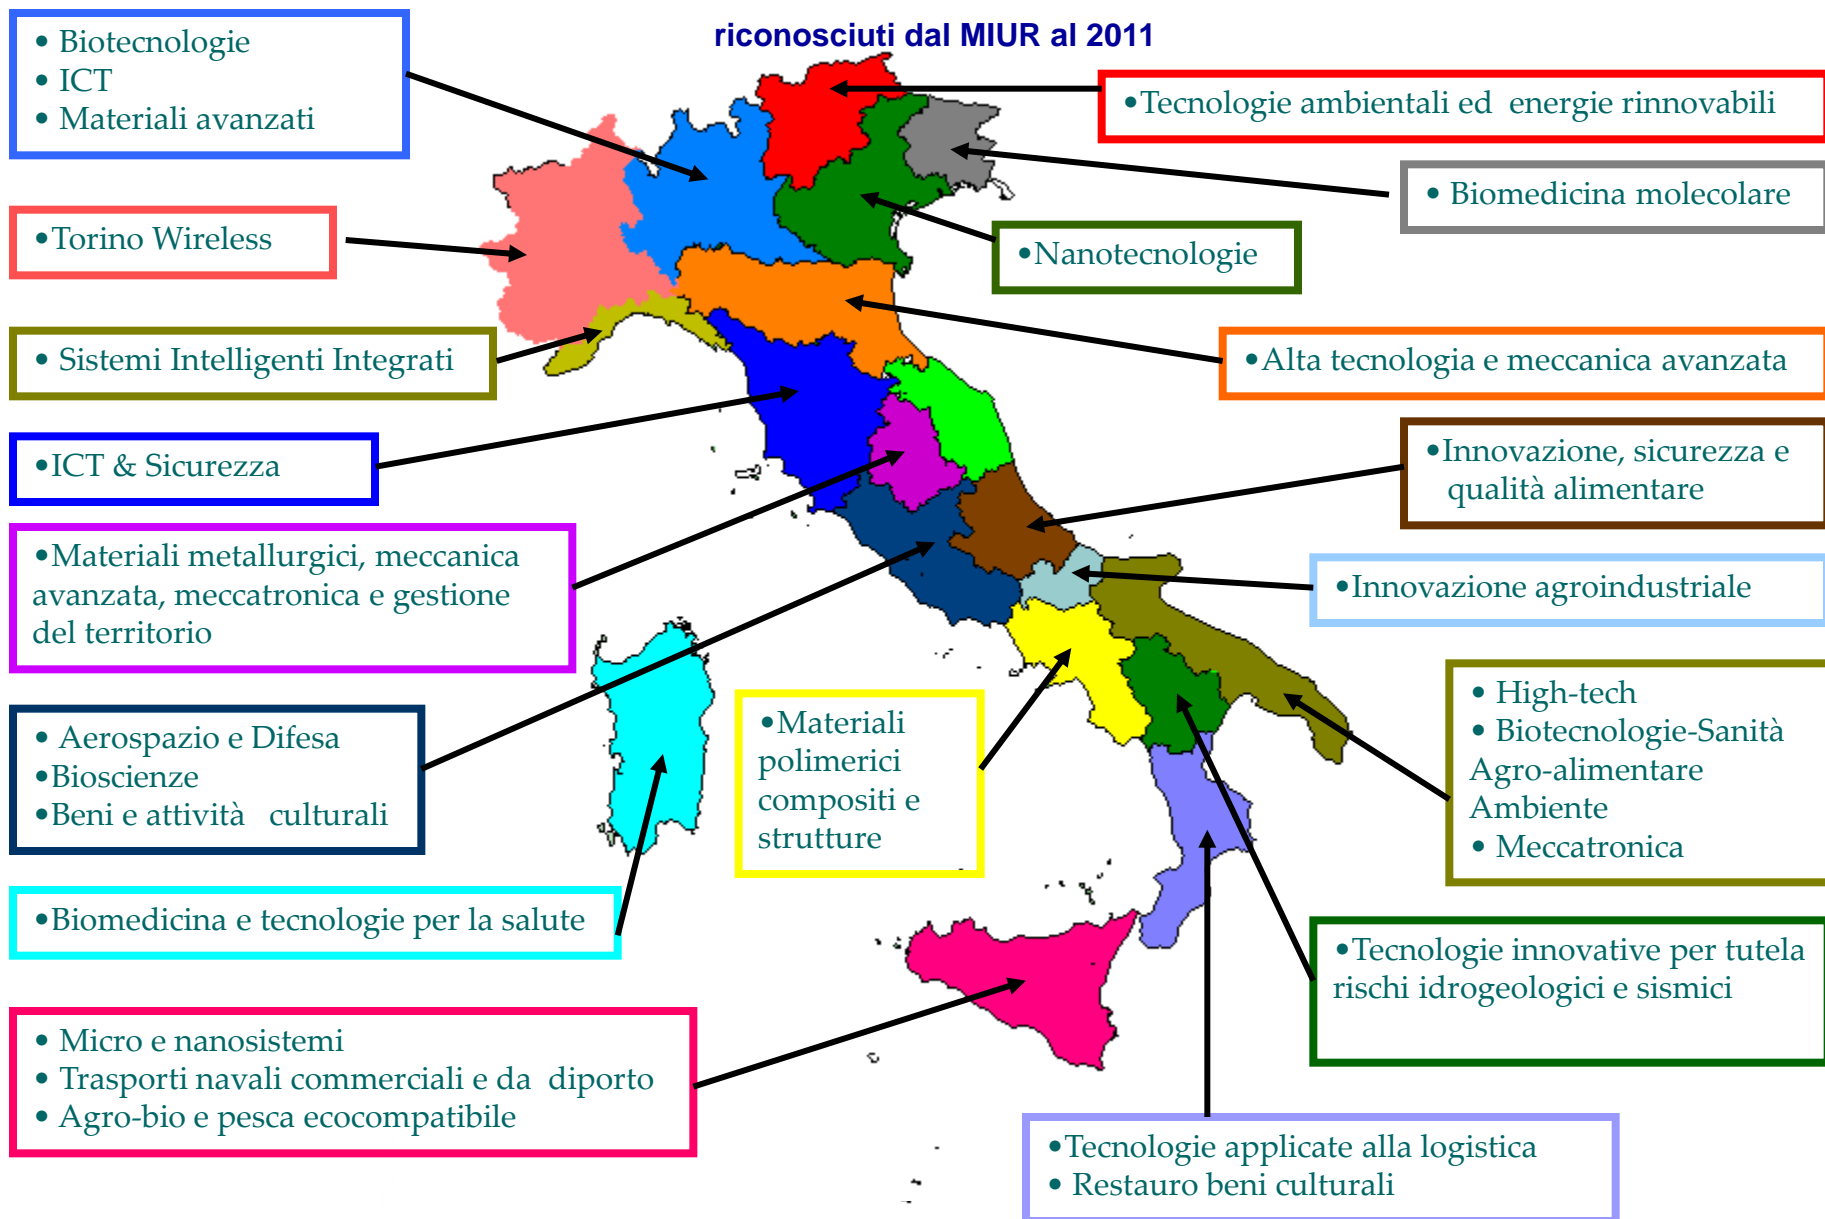 riconosciuti dal MIUR al 2011
• Biotecnologie
• ICT
• Materiali avanzati
•Tecnologie ambientali ed energie rinnovabili
• Biomedicina molecolare
•Torino Wireless
•Nanotecnologie
• Sistemi Intelligenti Integrati
•Alta tecnologia e meccanica avanzata
•ICT & Sicurezza
•Innovazione, sicurezza e
qualità alimentare
•Materiali metallurgici, meccanica
avanzata, meccatronica e gestione
del territorio
•Innovazione agroindustriale
• Aerospazio e Difesa
•Bioscienze
•Beni e attività culturali
•Materiali
polimerici
compositi e
strutture
• High-tech
• Biotecnologie-Sanità
Agro-alimentare
Ambiente
• Meccatronica
•Biomedicina e tecnologie per la salute
•Tecnologie innovative per tutela
rischi idrogeologici e sismici
• Micro e nanosistemi
• Trasporti navali commerciali e da diporto
• Agro-bio e pesca ecocompatibile
•Tecnologie applicate alla logistica
• Restauro beni culturali